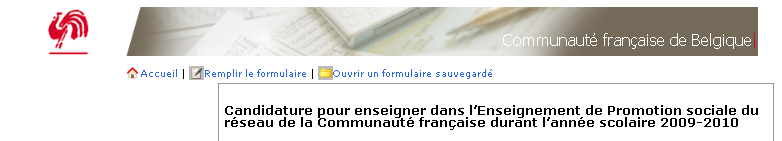 Communauté française de Belgique
Accueil | Remplir le formulaire | Ouvrir un formulaire sauvegardé
Candidature pour enseigner dans l'Enseignement de Promotion sociale du
réseau de la Communauté française durant l'année scolaire 2009-2010